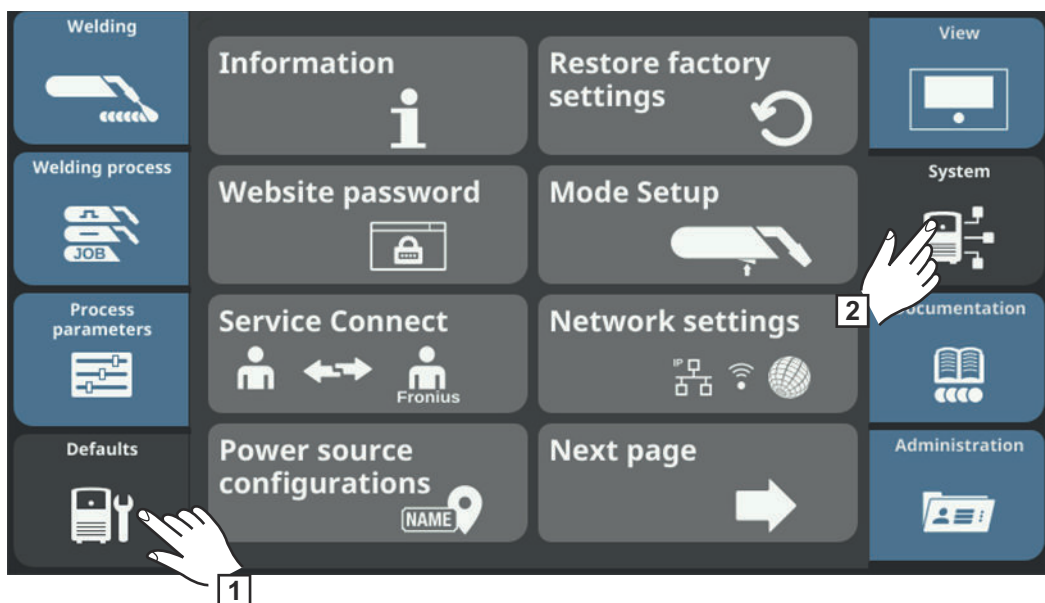 Welding
Welding process
JOB
Process
parameters
Defaults
1
Information
Restore factory
settings
Website password
Mode Setup
Service Connect
Fronius
Network settings
IP
Power source
configurations
NAME
Next page
View
System
2
Documentation
Administration